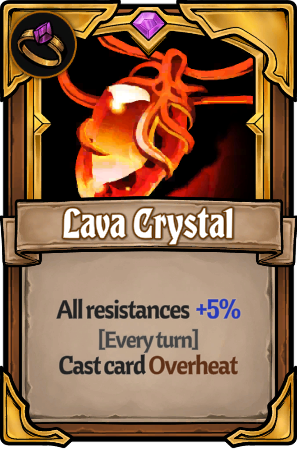 Lava Crystal
All resistances +5%
[Every turn]
Cast card Overheat